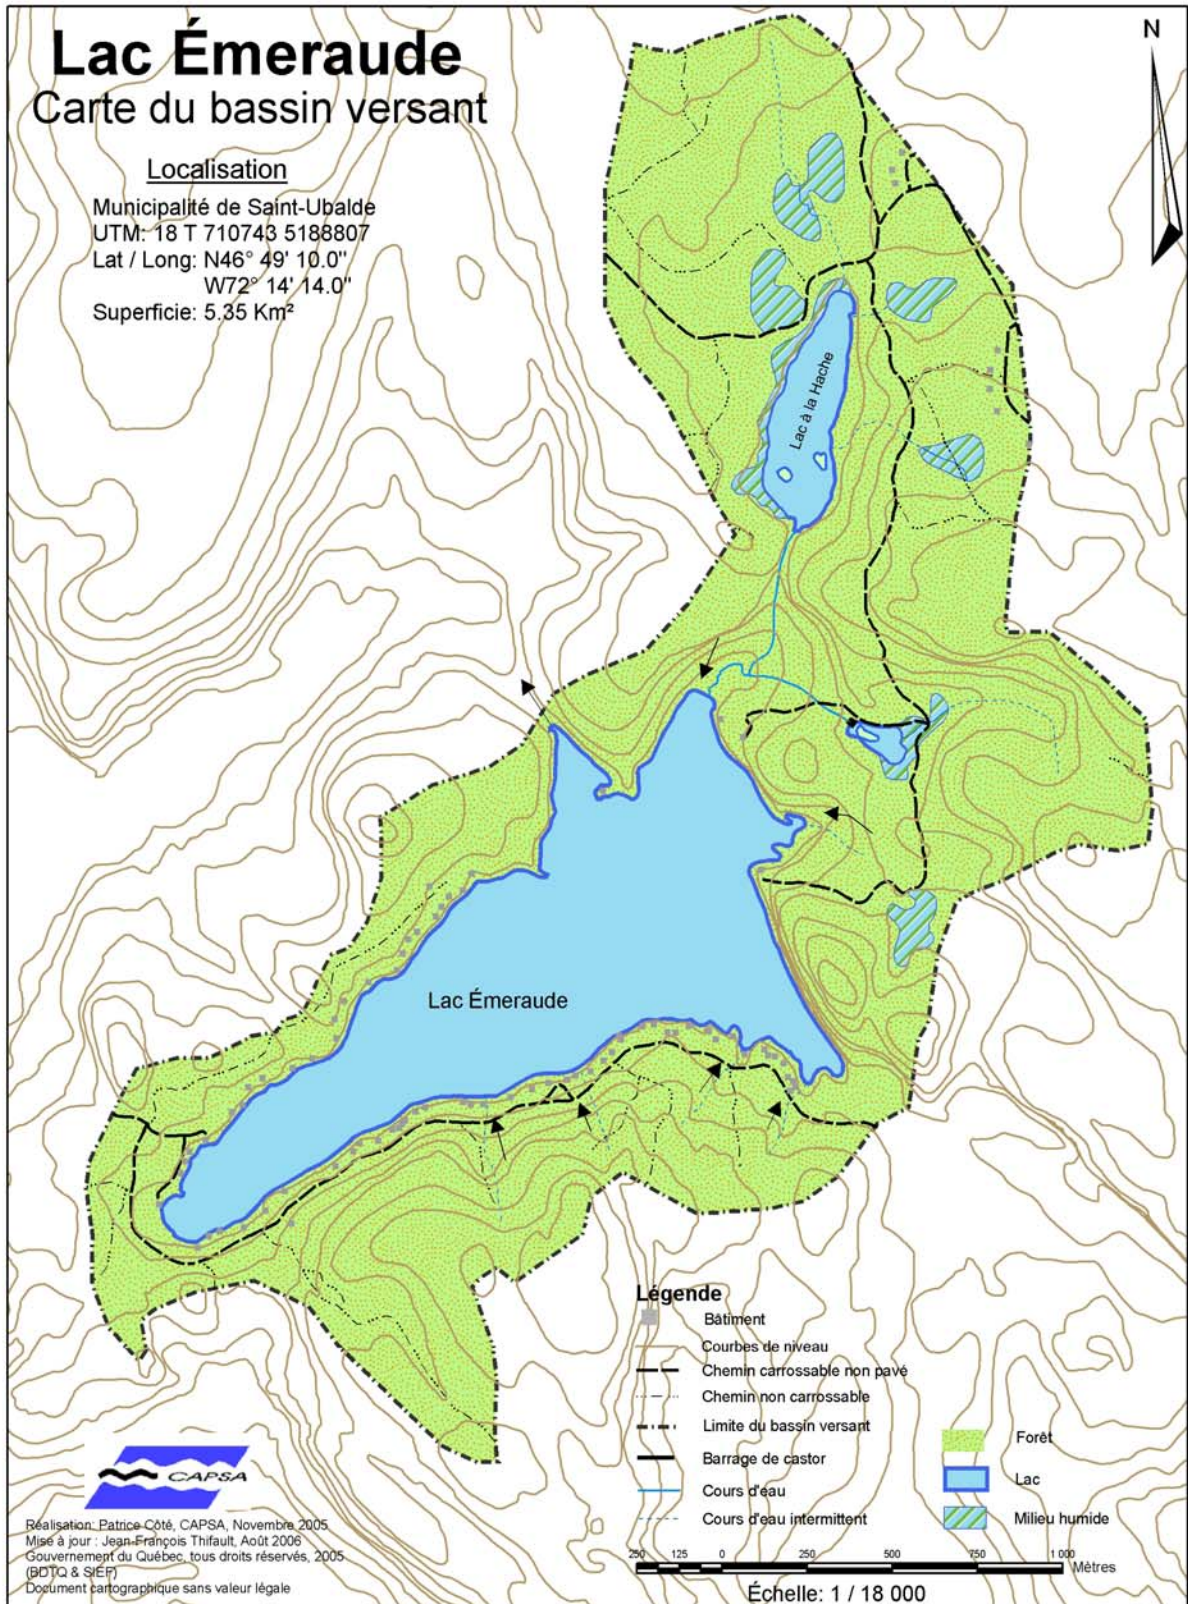 Lac Émeraude
Carte du bassin versant
Localisation
Municipalité de Saint-Ubalde
UTM: 18 T 710743 5188807
Lat / Long: N46° 49' 10.0"
W72° 14' 14.0"
Superficie: 5.35 Km²
N
Lac à la Hache
Lac Émeraude
Légende
Bâtiment
Courbes de niveau
Chemin carrossable non pavé
Chemin non carrossable
Limite du bassin versant
Barrage de castor
Cours d'eau
Cours d'eau intermittent
Forêt
Lac
Milieu humide
250 125 0 250 500 750 1 000
Mètres
Échelle: 1 / 18 000
CAPSA
Réalisation: Patrice Côté, CAPSA, Novembre 2005
Mise à jour : Jean-François Thifault, Août 2006
Gouvernement du Québec, tous droits réservés, 2005
(BDTQ & SIEF)
Document cartographique sans valeur légale